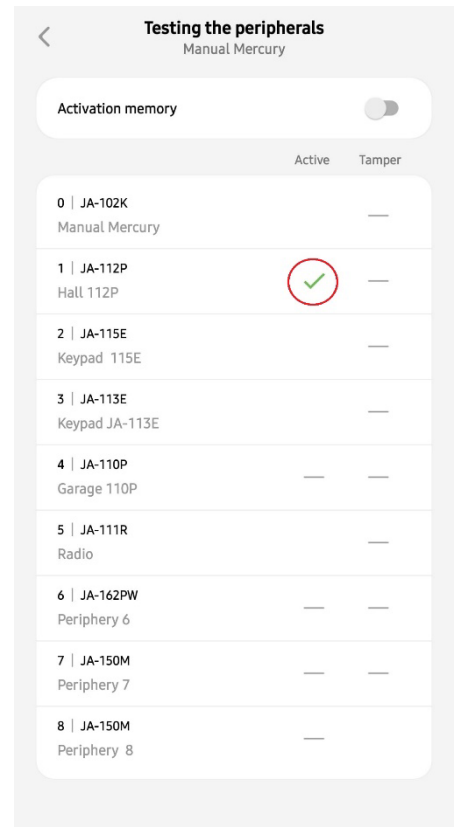 Testing the peripherals
Manual Mercury
Activation memory
Active Tamper
0 | JA-102K
Manual Mercury
1 | JA-112P
Hall 112P
2 | JA-115E
Keypad 115E
3 | JA-113E
Keypad JA-113E
4 | JA-110P
Garage 110P
5 | JA-111R
Radio
6 | JA-162PW
Periphery 6
7 | JA-150M
Periphery 7
8 | JA-150M
Periphery 8